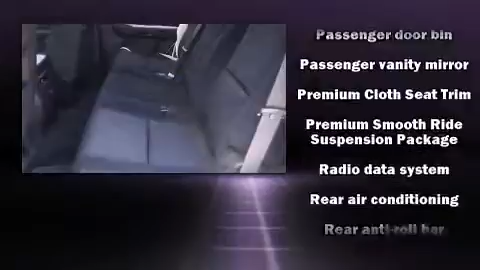 Passenger door bin
Passenger vanity mirror
Premium Cloth Seat Trim
Premium Smooth Ride
Suspension Package
Radio data system
Rear air conditioning
Rear anti-roll bar